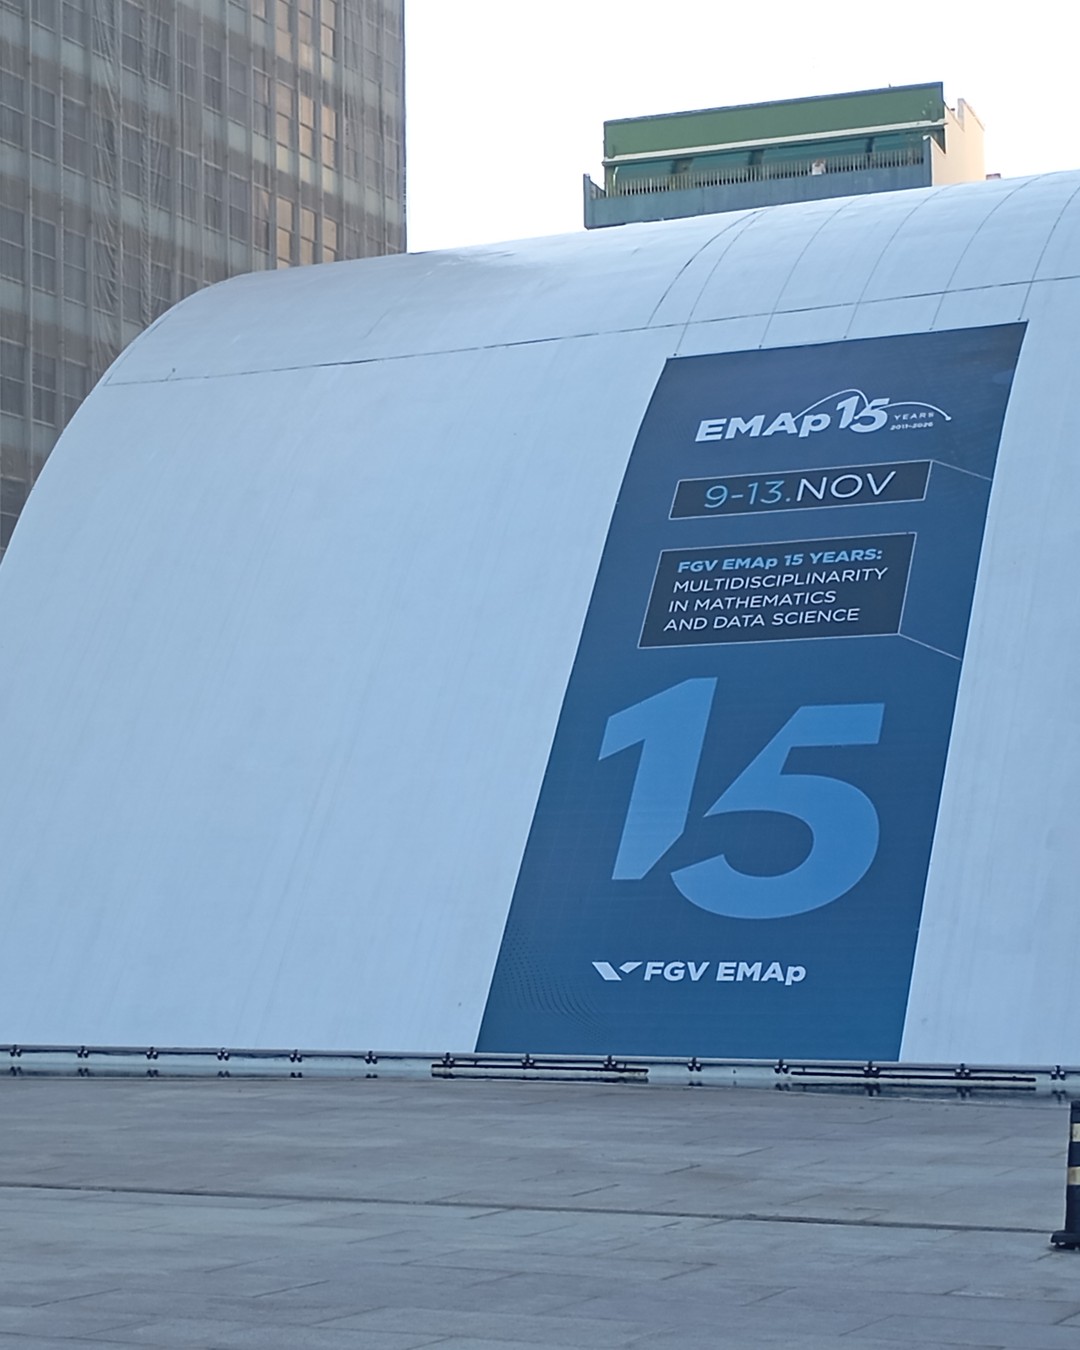 EMAp 15 YEARS
2011-2026
9-13.NOV
FGV EMAp 15 YEARS:
MULTIDISCIPLINARITY
IN MATHEMATICS
AND DATA SCIENCE
15
FGV EMAp